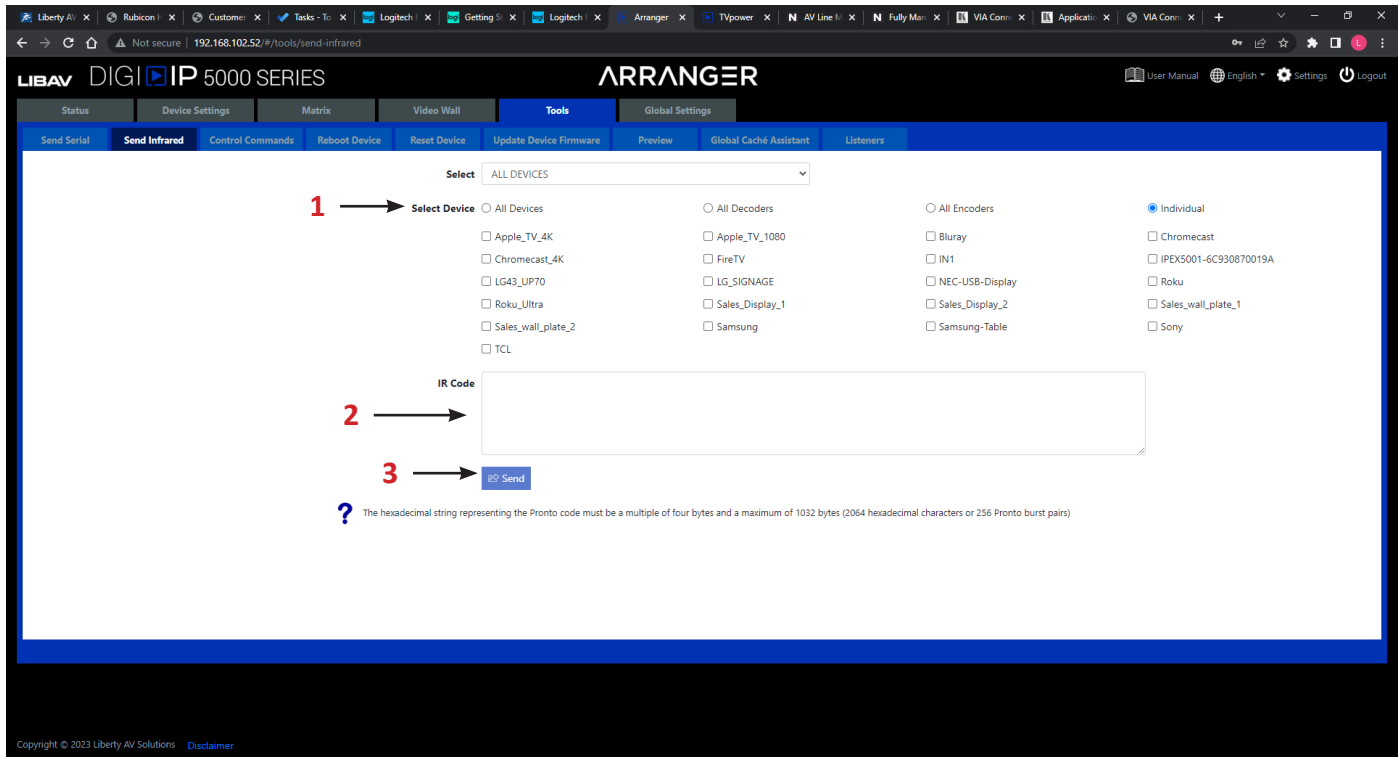 Liberty AV Rubicon H Customer Tasks - To Logitech Getting St Logitech Arranger TVpower AV Line M Fully Man VIA Conn Applicatio VIA Conn
Not secure 192.168.102.52/#/tools/send-infrared L
LIBAV DIGI IP 5000 SERIES ARRANGER User Manual English Settings Logout
Status Device Settings Matrix Video Wall Tools Global Settings
Send Serial Send Infrared Control Commands Reboot Device Reset Device Update Device Firmware Preview Global Caché Assistant Listeners
Select ALL DEVICES
1 Select Device All Devices All Decoders All Encoders Individual
Apple_TV_4K Apple_TV_1080 Bluray Chromecast
Chromecast_4K FireTV IN1 IPEX5001-6C930870019A
LG43_UP70 LG_SIGNAGE NEC-USB-Display Roku
Roku_Ultra Sales_Display_1 Sales_Display_2 Sales_wall_plate_1
Sales_wall_plate_2 Samsung Samsung-Table Sony
TCL
IR Code
2
3 Send
? The hexadecimal string representing the Pronto code must be a multiple of four bytes and a maximum of 1032 bytes (2064 hexadecimal characters or 256 Pronto burst pairs)
Copyright © 2023 Liberty AV Solutions Disclaimer